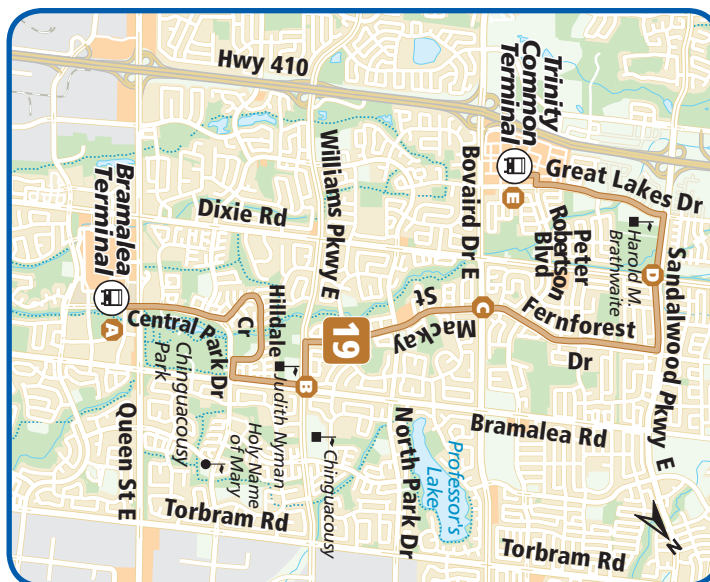 Hwy 410
Trinity
Common
Terminal
E
Great Lakes Dr
Harold M.
Brathwaite
Sandalwood Pkwy E
D
Peter
Robertson
Blvd
Bovaird Dr E
Williams Pkwy E
Dixie Rd
Bramalea
Terminal
A
Central Park Dr
Hilldale
Cr
Mackay
St
C
Fernforest
Dr
19
B
Judith Nyman
Chinguacousy
Park
Holy Name
of Mary
Chinguacousy
North Park Dr
Professor's
Lake
Bramalea Rd
Queen St E
Torbram Rd
Torbram Rd
N